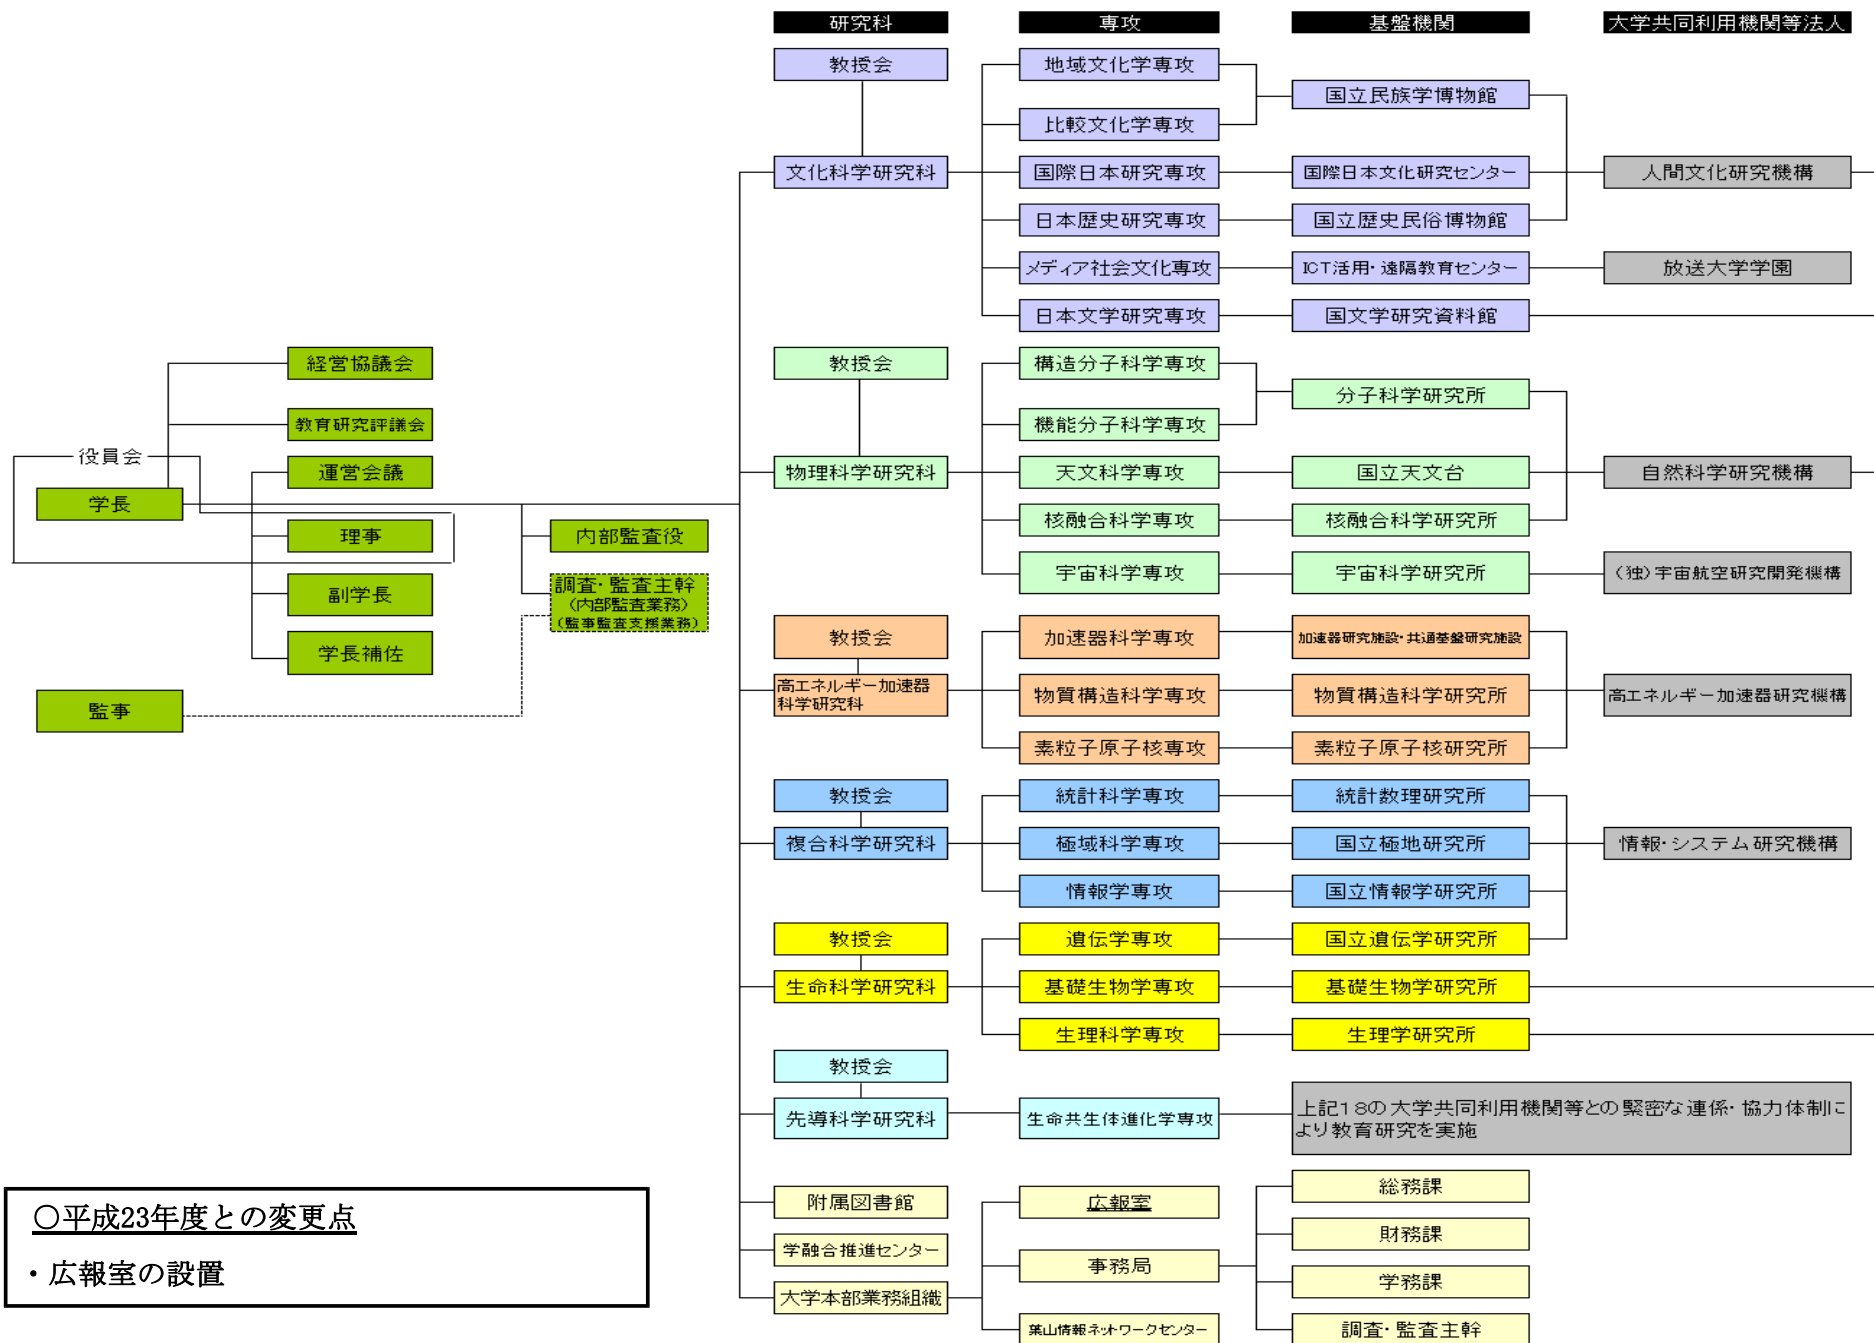 研究科
専攻
基盤機関
大学共同利用機関等法人
教授会
地域文化学専攻
国立民族学博物館
比較文化学専攻
文化科学研究科
国際日本研究専攻
国際日本文化研究センター
人間文化研究機構
日本歴史研究専攻
国立歴史民俗博物館
メディア社会文化専攻
ICT活用・遠隔教育センター
放送大学学園
日本文学研究専攻
国文学研究資料館
経営協議会
教育研究評議会
役員会
運営会議
学長
理事
副学長
学長補佐
監事
内部監査役
調査・監査主幹
(内部監査業務)
(監事監査支援業務)
教授会
構造分子科学専攻
分子科学研究所
機能分子科学専攻
物理科学研究科
天文科学専攻
国立天文台
自然科学研究機構
核融合科学専攻
核融合科学研究所
宇宙科学専攻
宇宙科学研究所
(独)宇宙航空研究開発機構
教授会
加速器科学専攻
加速器研究施設・共通基盤研究施設
高エネルギー加速器
科学研究科
物質構造科学専攻
物質構造科学研究所
高エネルギー加速器研究機構
素粒子原子核専攻
素粒子原子核研究所
教授会
統計科学専攻
統計数理研究所
複合科学研究科
極域科学専攻
国立極地研究所
情報・システム研究機構
情報学専攻
国立情報学研究所
教授会
遺伝学専攻
国立遺伝学研究所
生命科学研究科
基礎生物学専攻
基礎生物学研究所
生理科学専攻
生理学研究所
教授会
先導科学研究科
生命共生体進化学専攻
上記18の大学共同利用機関等との緊密な連係・協力体制に
より教育研究を実施
附属図書館
広報室
総務課
学融合推進センター
事務局
財務課
大学本部業務組織
学務課
葉山情報ネットワークセンター
調査・監査主幹
○平成23年度との変更点
・広報室の設置